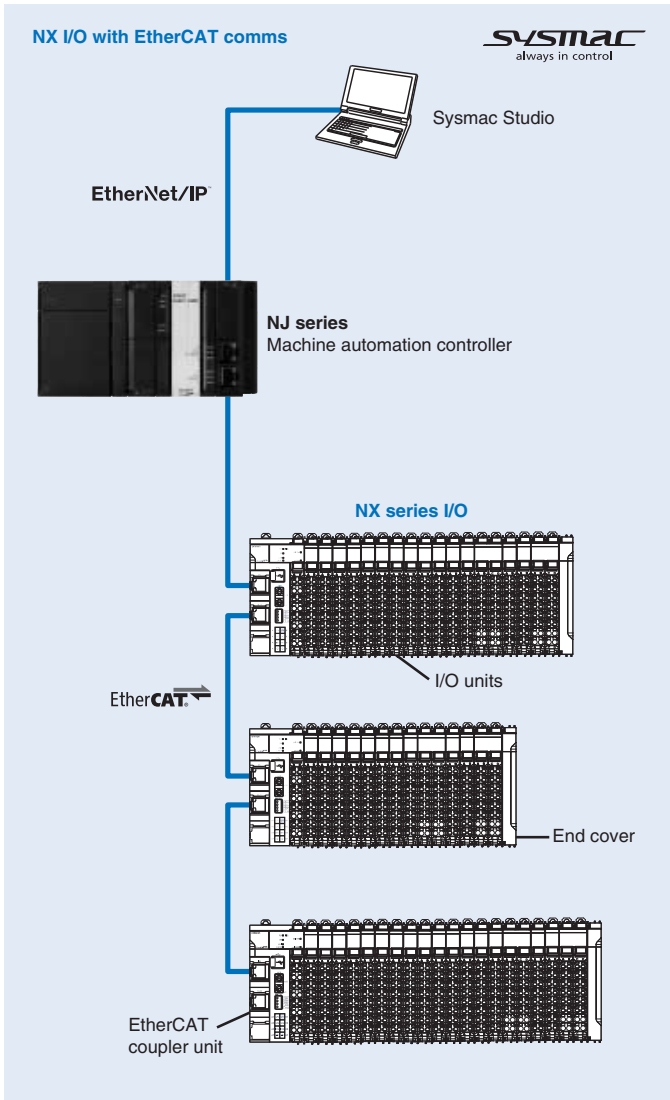 NX I/O with EtherCAT comms
sysmac
always in control
Sysmac Studio
EtherNet/IP™
NJ series
Machine automation controller
NX series I/O
I/O units
EtherCAT®
End cover
EtherCAT
coupler unit